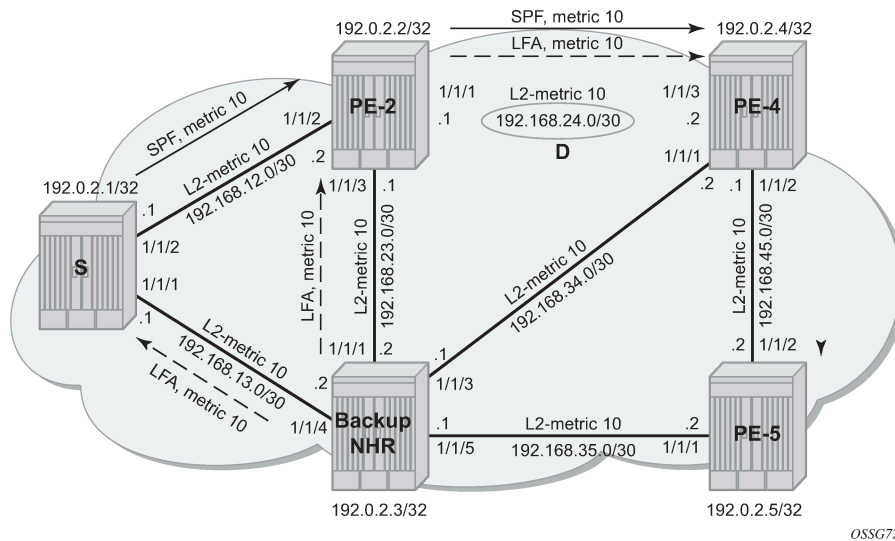 192.0.2.2/32
SPF, metric 10
LFA, metric 10
192.0.2.4/32
PE-2
1/1/1
.1
L2-metric 10
192.168.24.0/30
D
1/1/3
.2
PE-4
1/1/1
SPF, metric 10
1/1/2
.2
L2-metric 10
192.168.12.0/30
192.0.2.1/32
.1
1/1/2
S
1/1/1
.1
1/1/3
.1
LFA, metric 10
L2-metric 10
192.168.23.0/30
.2
.1
1/1/2
L2-metric 10
192.168.45.0/30
L2-metric 10
192.168.34.0/30
L2-metric 10
192.168.13.0/30
LFA, metric 10
1/1/1
.2
.2
1/1/4
.1
1/1/3
.2
1/1/2
Backup
NHR
.1
1/1/5
L2-metric 10
192.168.35.0/30
.2
1/1/1
PE-5
192.0.2.3/32
192.0.2.5/32